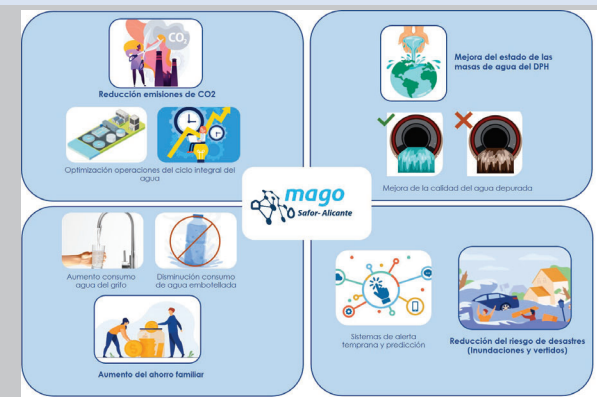 CO2
Reducción emisiones de CO2
Optimización operaciones del ciclo integral del
agua
Mejora del estado de las
masas de agua del DPH
Mejora de la calidad del agua depurada
mago
Safor- Alicante
Aumento consumo
agua del grifo
Disminución consumo
de agua embotellada
Aumento del ahorro familiar
Sistemas de alerta
temprana y predicción
Reducción del riesgo de desastres
(Inundaciones y vertidos)